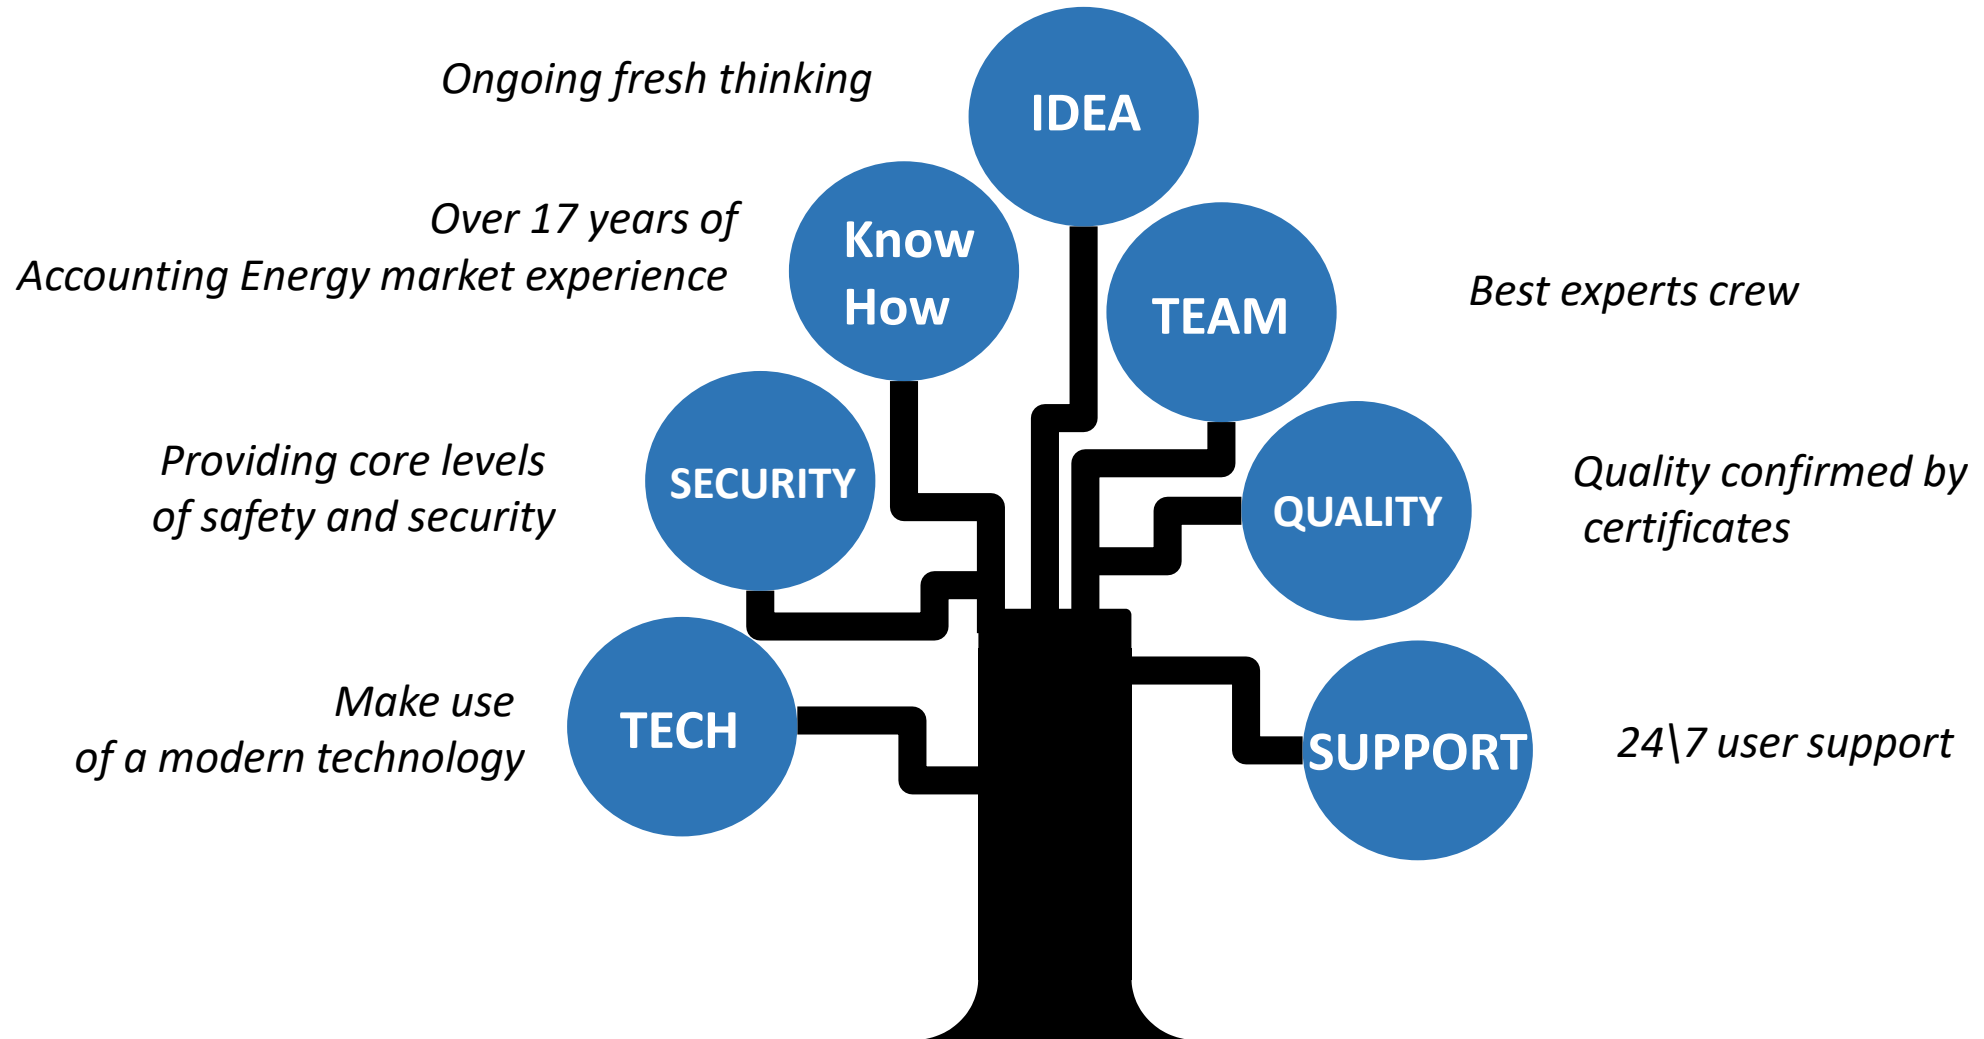 Ongoing fresh thinking
IDEA
Over 17 years of
Accounting Energy market experience
Know
How
TEAM
Best experts crew
Providing core levels
of safety and security
SECURITY
QUALITY
Quality confirmed by
certificates
Make use
of a modern technology
TECH
SUPPORT
24\7 user support